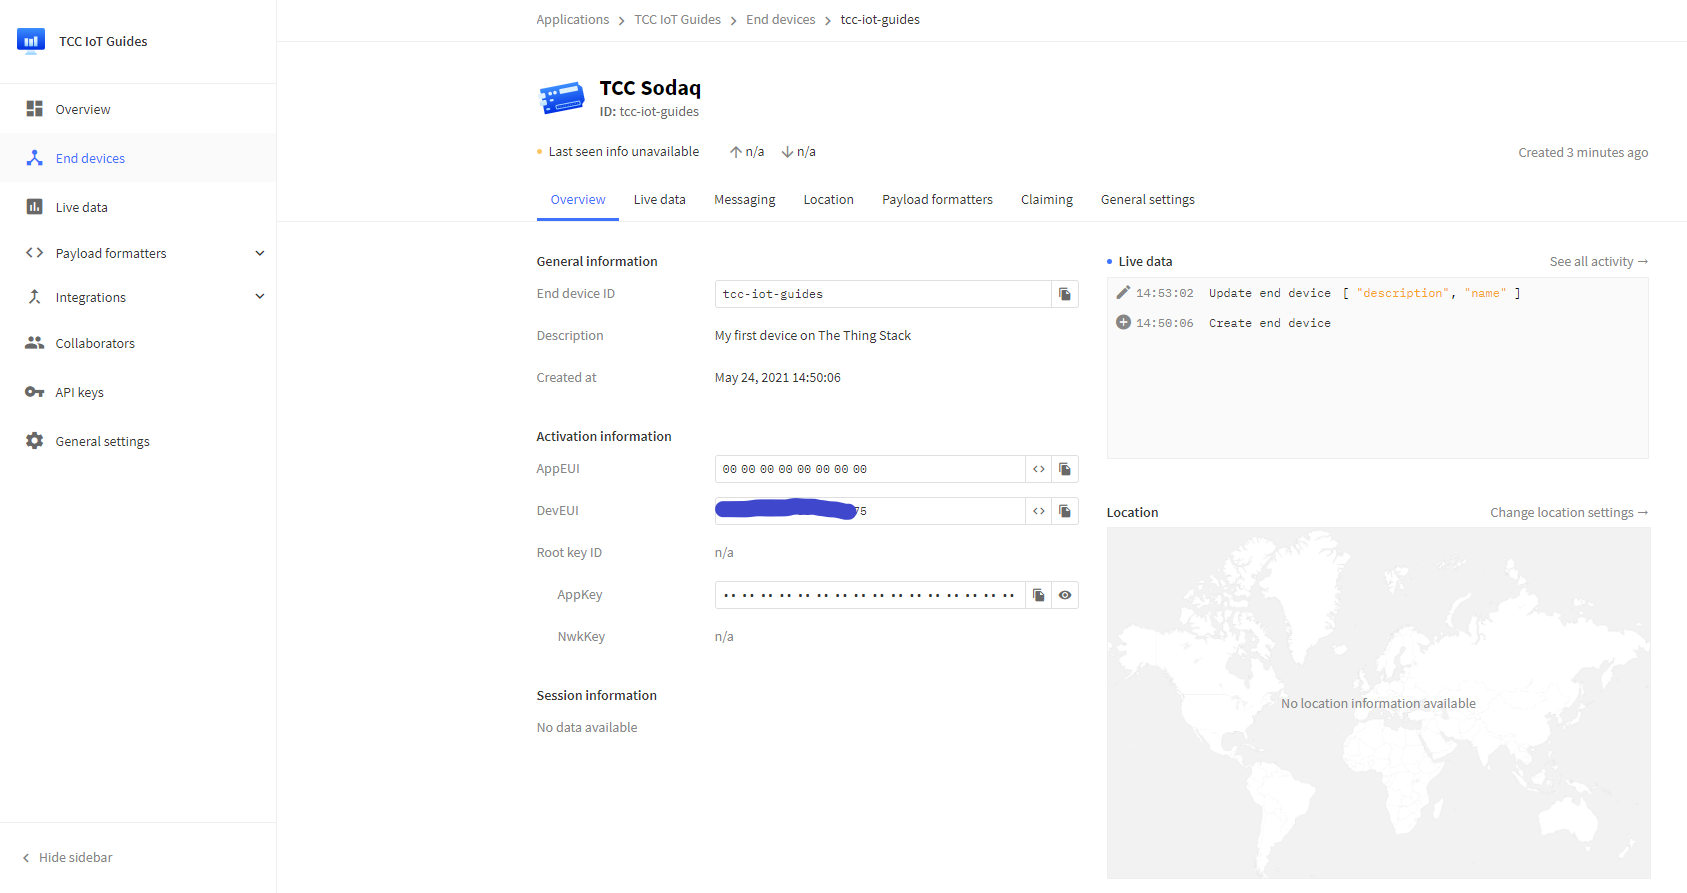 TCC IoT Guides
Overview
End devices
Live data
Payload formatters
Integrations
Collaborators
API keys
General settings
Hide sidebar
Applications > TCC IoT Guides > End devices > tcc-iot-guides
TCC Sodaq
ID: tcc-iot-guides
Last seen info unavailable ↑ n/a ↓ n/a
Created 3 minutes ago
Overview Live data Messaging Location Payload formatters Claiming General settings
General information
End device ID tcc-iot-guides
Description My first device on The Thing Stack
Created at May 24, 2021 14:50:06
Activation information
AppEUI 00 00 00 00 00 00 00 00
DevEUI 75
Root key ID n/a
AppKey •• •• •• •• •• •• •• •• •• •• •• •• •• •• •• ••
NwkKey n/a
Session information
No data available
Live data See all activity →
14:53:02 Update end device [ "description", "name" ]
14:50:06 Create end device
Location Change location settings →
No location information available